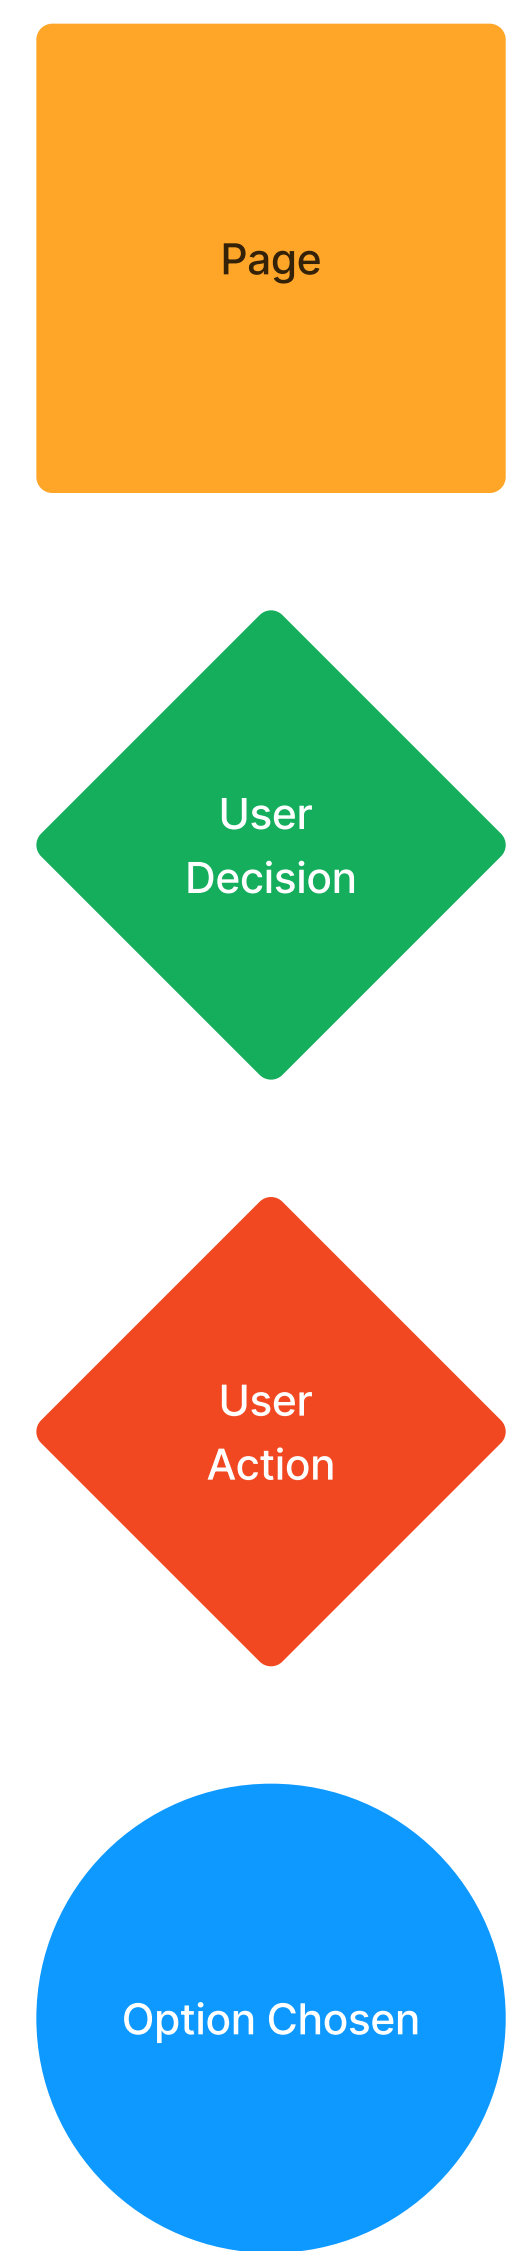 Page
User
Decision
User
Action
Option Chosen